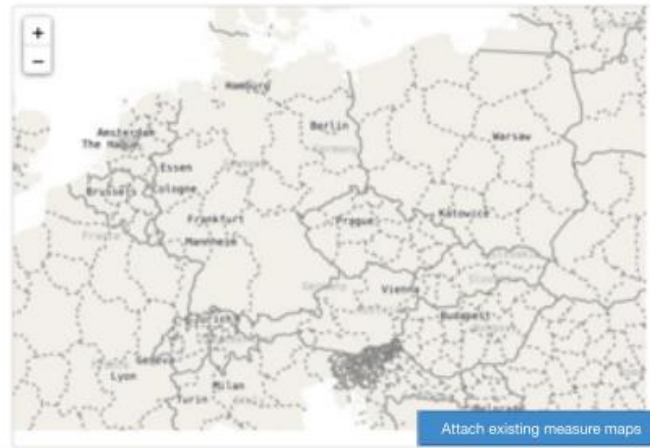 +
−
Hamburg
Berlin
Amsterdam
The Hague
Warsaw
Essen
Cologne
Brussels
Frankfurt
Prague
Katowice
Mannheim
Vienna
Budapest
Geneva
Lyon
Milan
Turin
Attach existing measure maps